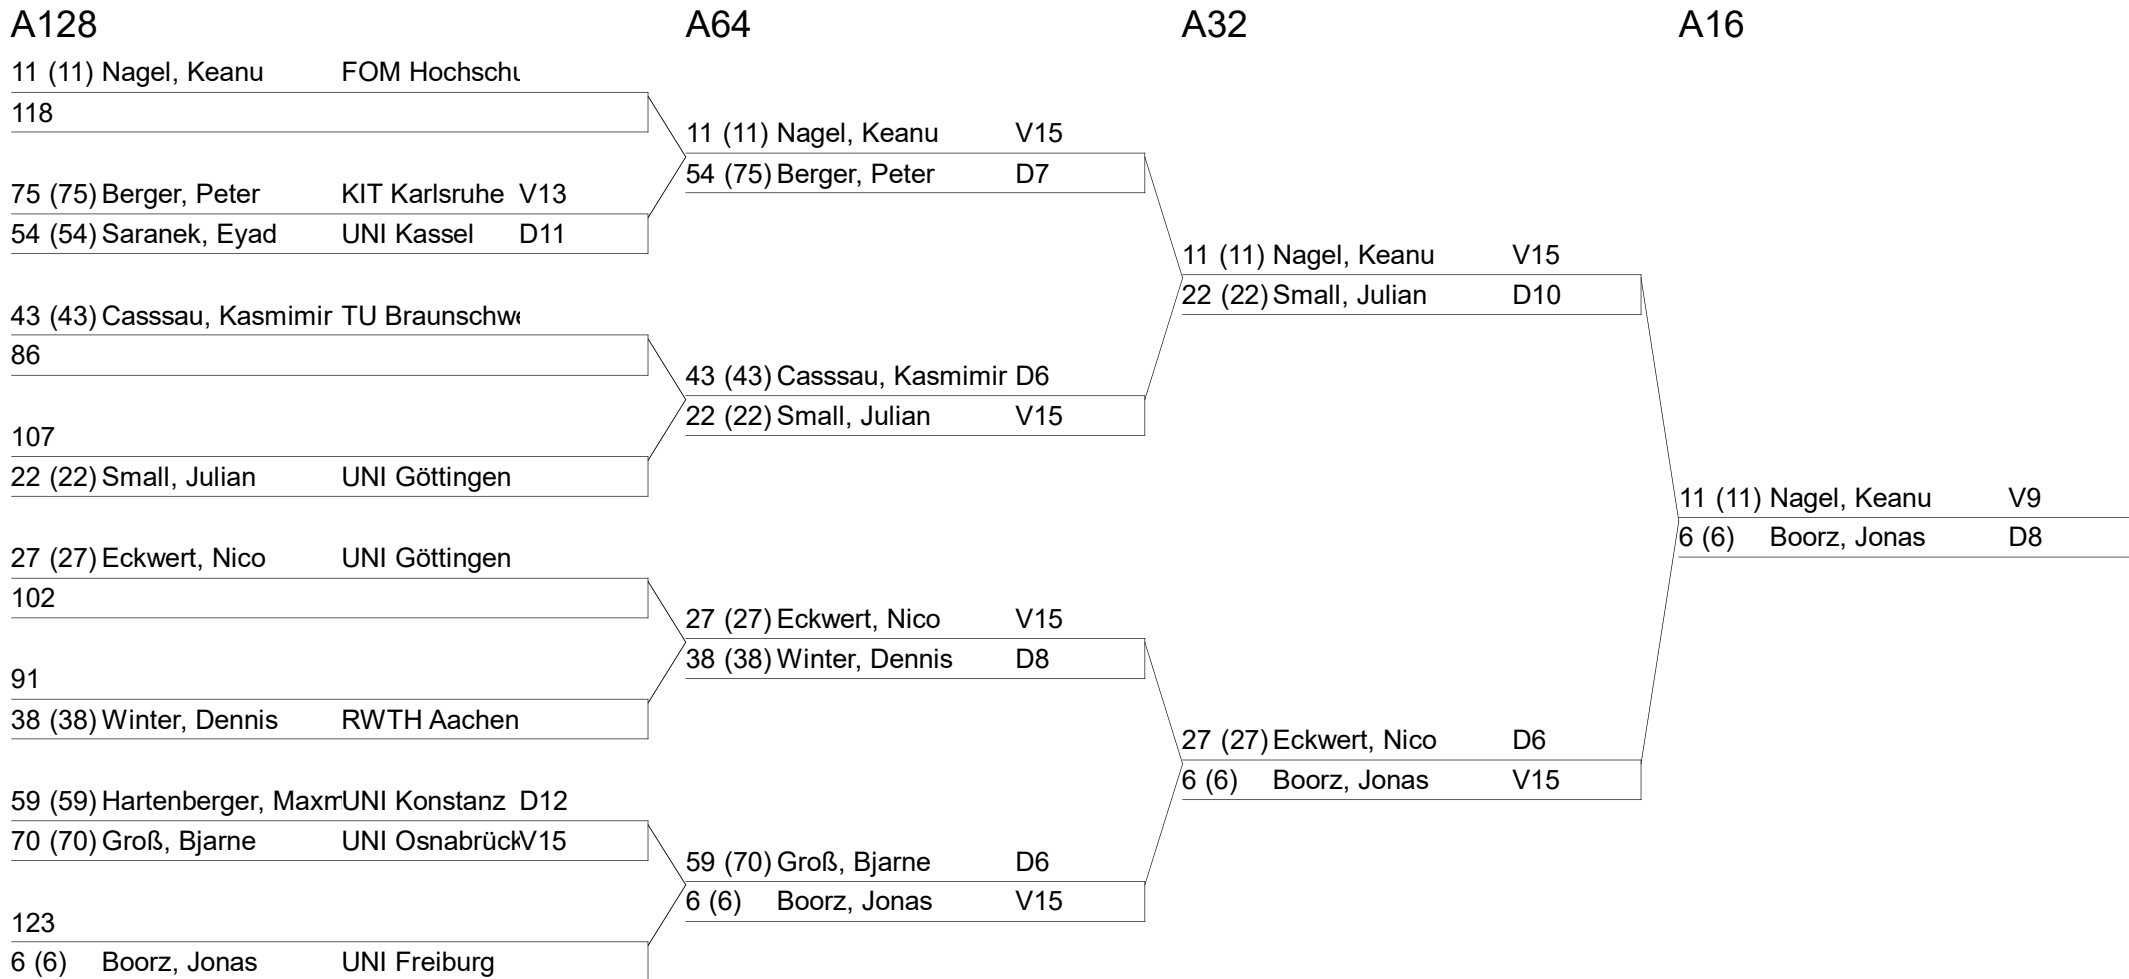 A128 A64 A32 A16
11 (11) Nagel, Keanu FOM Hochschu
118
11 (11) Nagel, Keanu V15
54 (75) Berger, Peter D7
75 (75) Berger, Peter KIT Karlsruhe V13
54 (54) Saranek, Eyad UNI Kassel D11
11 (11) Nagel, Keanu V15
22 (22) Small, Julian D10
43 (43) Casssau, Kasmimir TU Braunschwe
86
43 (43) Casssau, Kasmimir D6
22 (22) Small, Julian V15
107
22 (22) Small, Julian UNI Göttingen
11 (11) Nagel, Keanu V9
6 (6) Boorz, Jonas D8
27 (27) Eckwert, Nico UNI Göttingen
102
27 (27) Eckwert, Nico V15
38 (38) Winter, Dennis D8
91
38 (38) Winter, Dennis RWTH Aachen
27 (27) Eckwert, Nico D6
6 (6) Boorz, Jonas V15
59 (59) Hartenberger, Maxm UNI Konstanz D12
70 (70) Groß, Bjarne UNI Osnabrück V15
59 (70) Groß, Bjarne D6
6 (6) Boorz, Jonas V15
123
6 (6) Boorz, Jonas UNI Freiburg